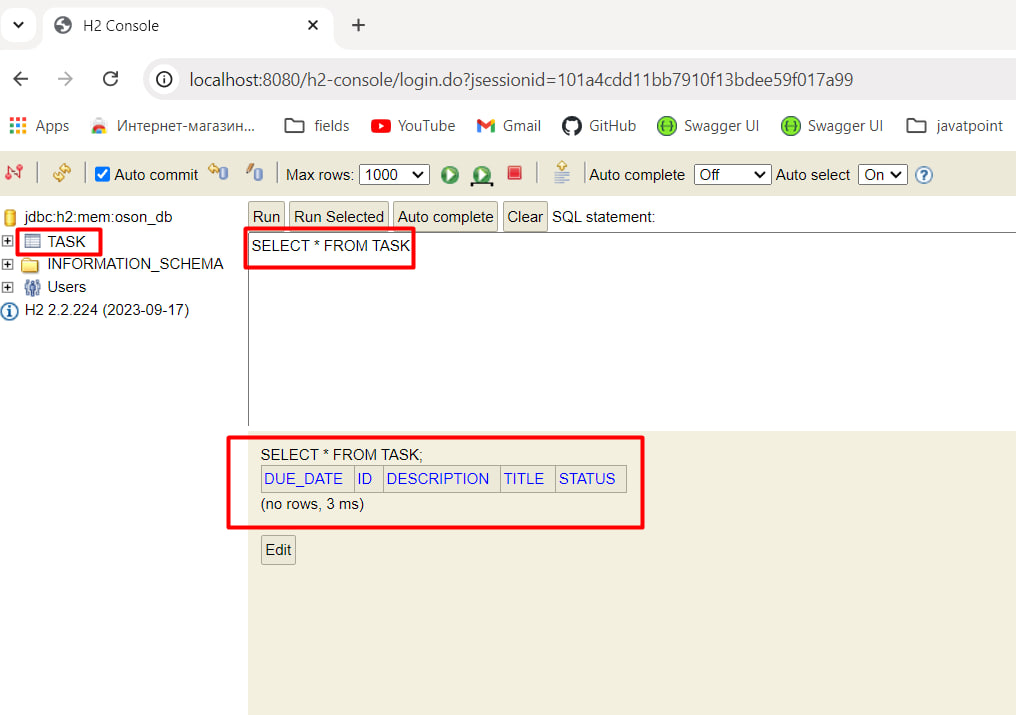 H2 Console
localhost:8080/h2-console/login.do?jsessionid=101a4cdd11bb7910f13bdee59f017a99
Apps Интернет-магазин... fields YouTube Gmail GitHub Swagger UI Swagger UI javatpoint
Auto commit Max rows: 1000 Auto complete Off Auto select On ?
jdbc:h2:mem:oson_db
TASK
INFORMATION_SCHEMA
Users
H2 2.2.224 (2023-09-17)
Run Run Selected Auto complete Clear SQL statement:
SELECT * FROM TASK
SELECT * FROM TASK;
DUE_DATE ID DESCRIPTION TITLE STATUS
(no rows, 3 ms)
Edit